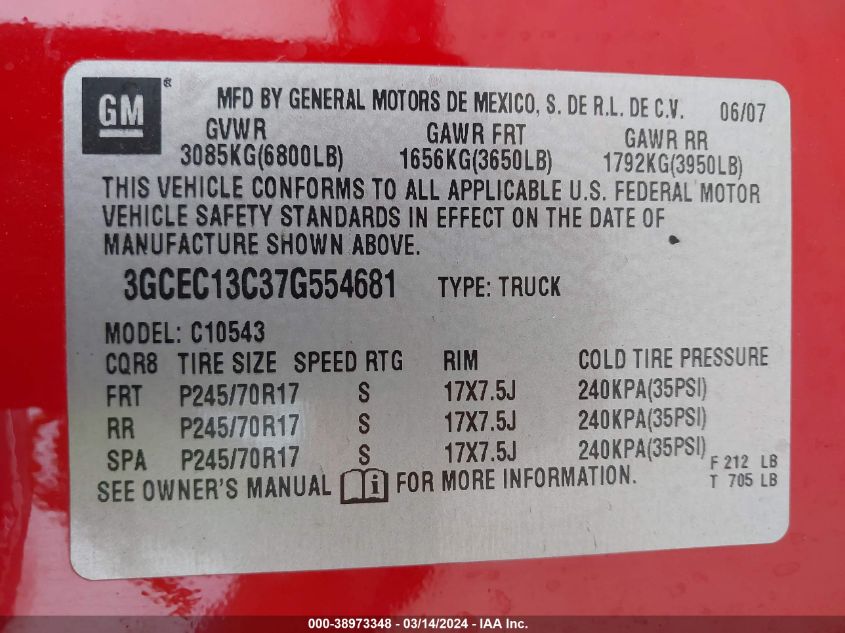 GM ® MFD BY GENERAL MOTORS DE MEXICO, S. DE R.L. DE C.V. 06/07
GVWR GAWR FRT GAWR RR
3085KG(6800LB) 1656KG(3650LB) 1792KG(3950LB)
THIS VEHICLE CONFORMS TO ALL APPLICABLE U.S. FEDERAL MOTOR
VEHICLE SAFETY STANDARDS IN EFFECT ON THE DATE OF
MANUFACTURE SHOWN ABOVE.
3GCEC13C37G554681 TYPE: TRUCK
MODEL: C10543
CQR8 TIRE SIZE SPEED RTG RIM COLD TIRE PRESSURE
FRT P245/70R17 S 17X7.5J 240KPA(35PSI)
RR P245/70R17 S 17X7.5J 240KPA(35PSI)
SPA P245/70R17 S 17X7.5J 240KPA(35PSI)
F 212 LB
SEE OWNER'S MANUAL i FOR MORE INFORMATION.
T 705 LB
000-38973348 — 03/14/2024 — IAA Inc.